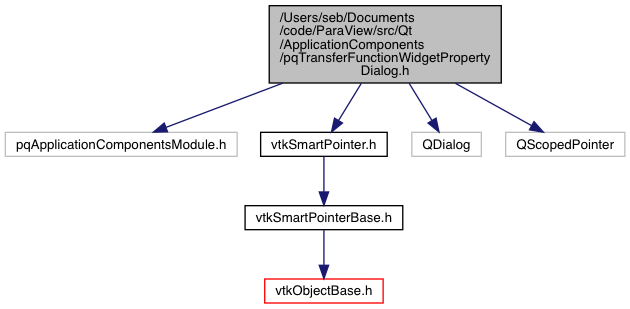 /Users/seb/Documents
/code/ParaView/src/Qt
/ApplicationComponents
/pqTransferFunctionWidgetProperty
Dialog.h
pqApplicationComponentsModule.h
vtkSmartPointer.h
QDialog
QScopedPointer
vtkSmartPointerBase.h
vtkObjectBase.h